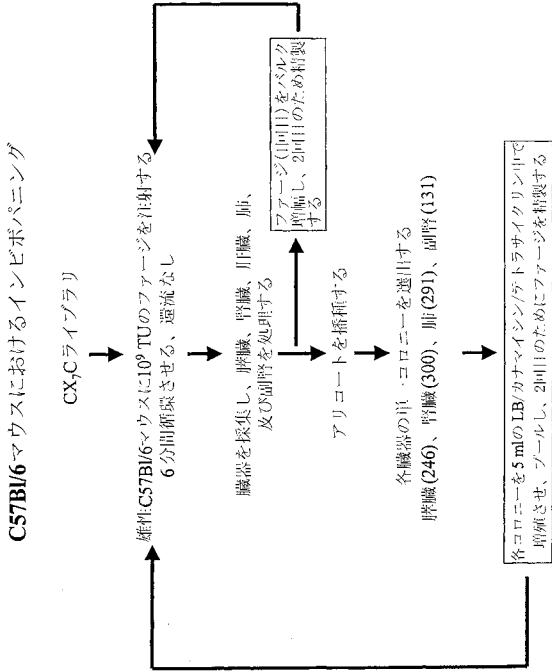 C57Bl/6マウスにおけるインビボパニング
CX₇Cライブラリ
雄性C57Bl/6マウスに10⁹ TUのファージを注射する
6分間循環させる、還流なし
臓器を採集し、膵臓、腎臓、肝臓、肺、
及び副腎を処理する
ファージ(1回目)をバルク
増幅し、2回目のため精製
する
アリコートを播種する
各臓器の単一コロニーを選出する
膵臓(246)、腎臓(300)、肺(291)、副腎(131)
各コロニーを5 mlのLB/カナマイシン/テトラサイクリン中で
増殖させ、プールし、2回目のためにファージを精製する